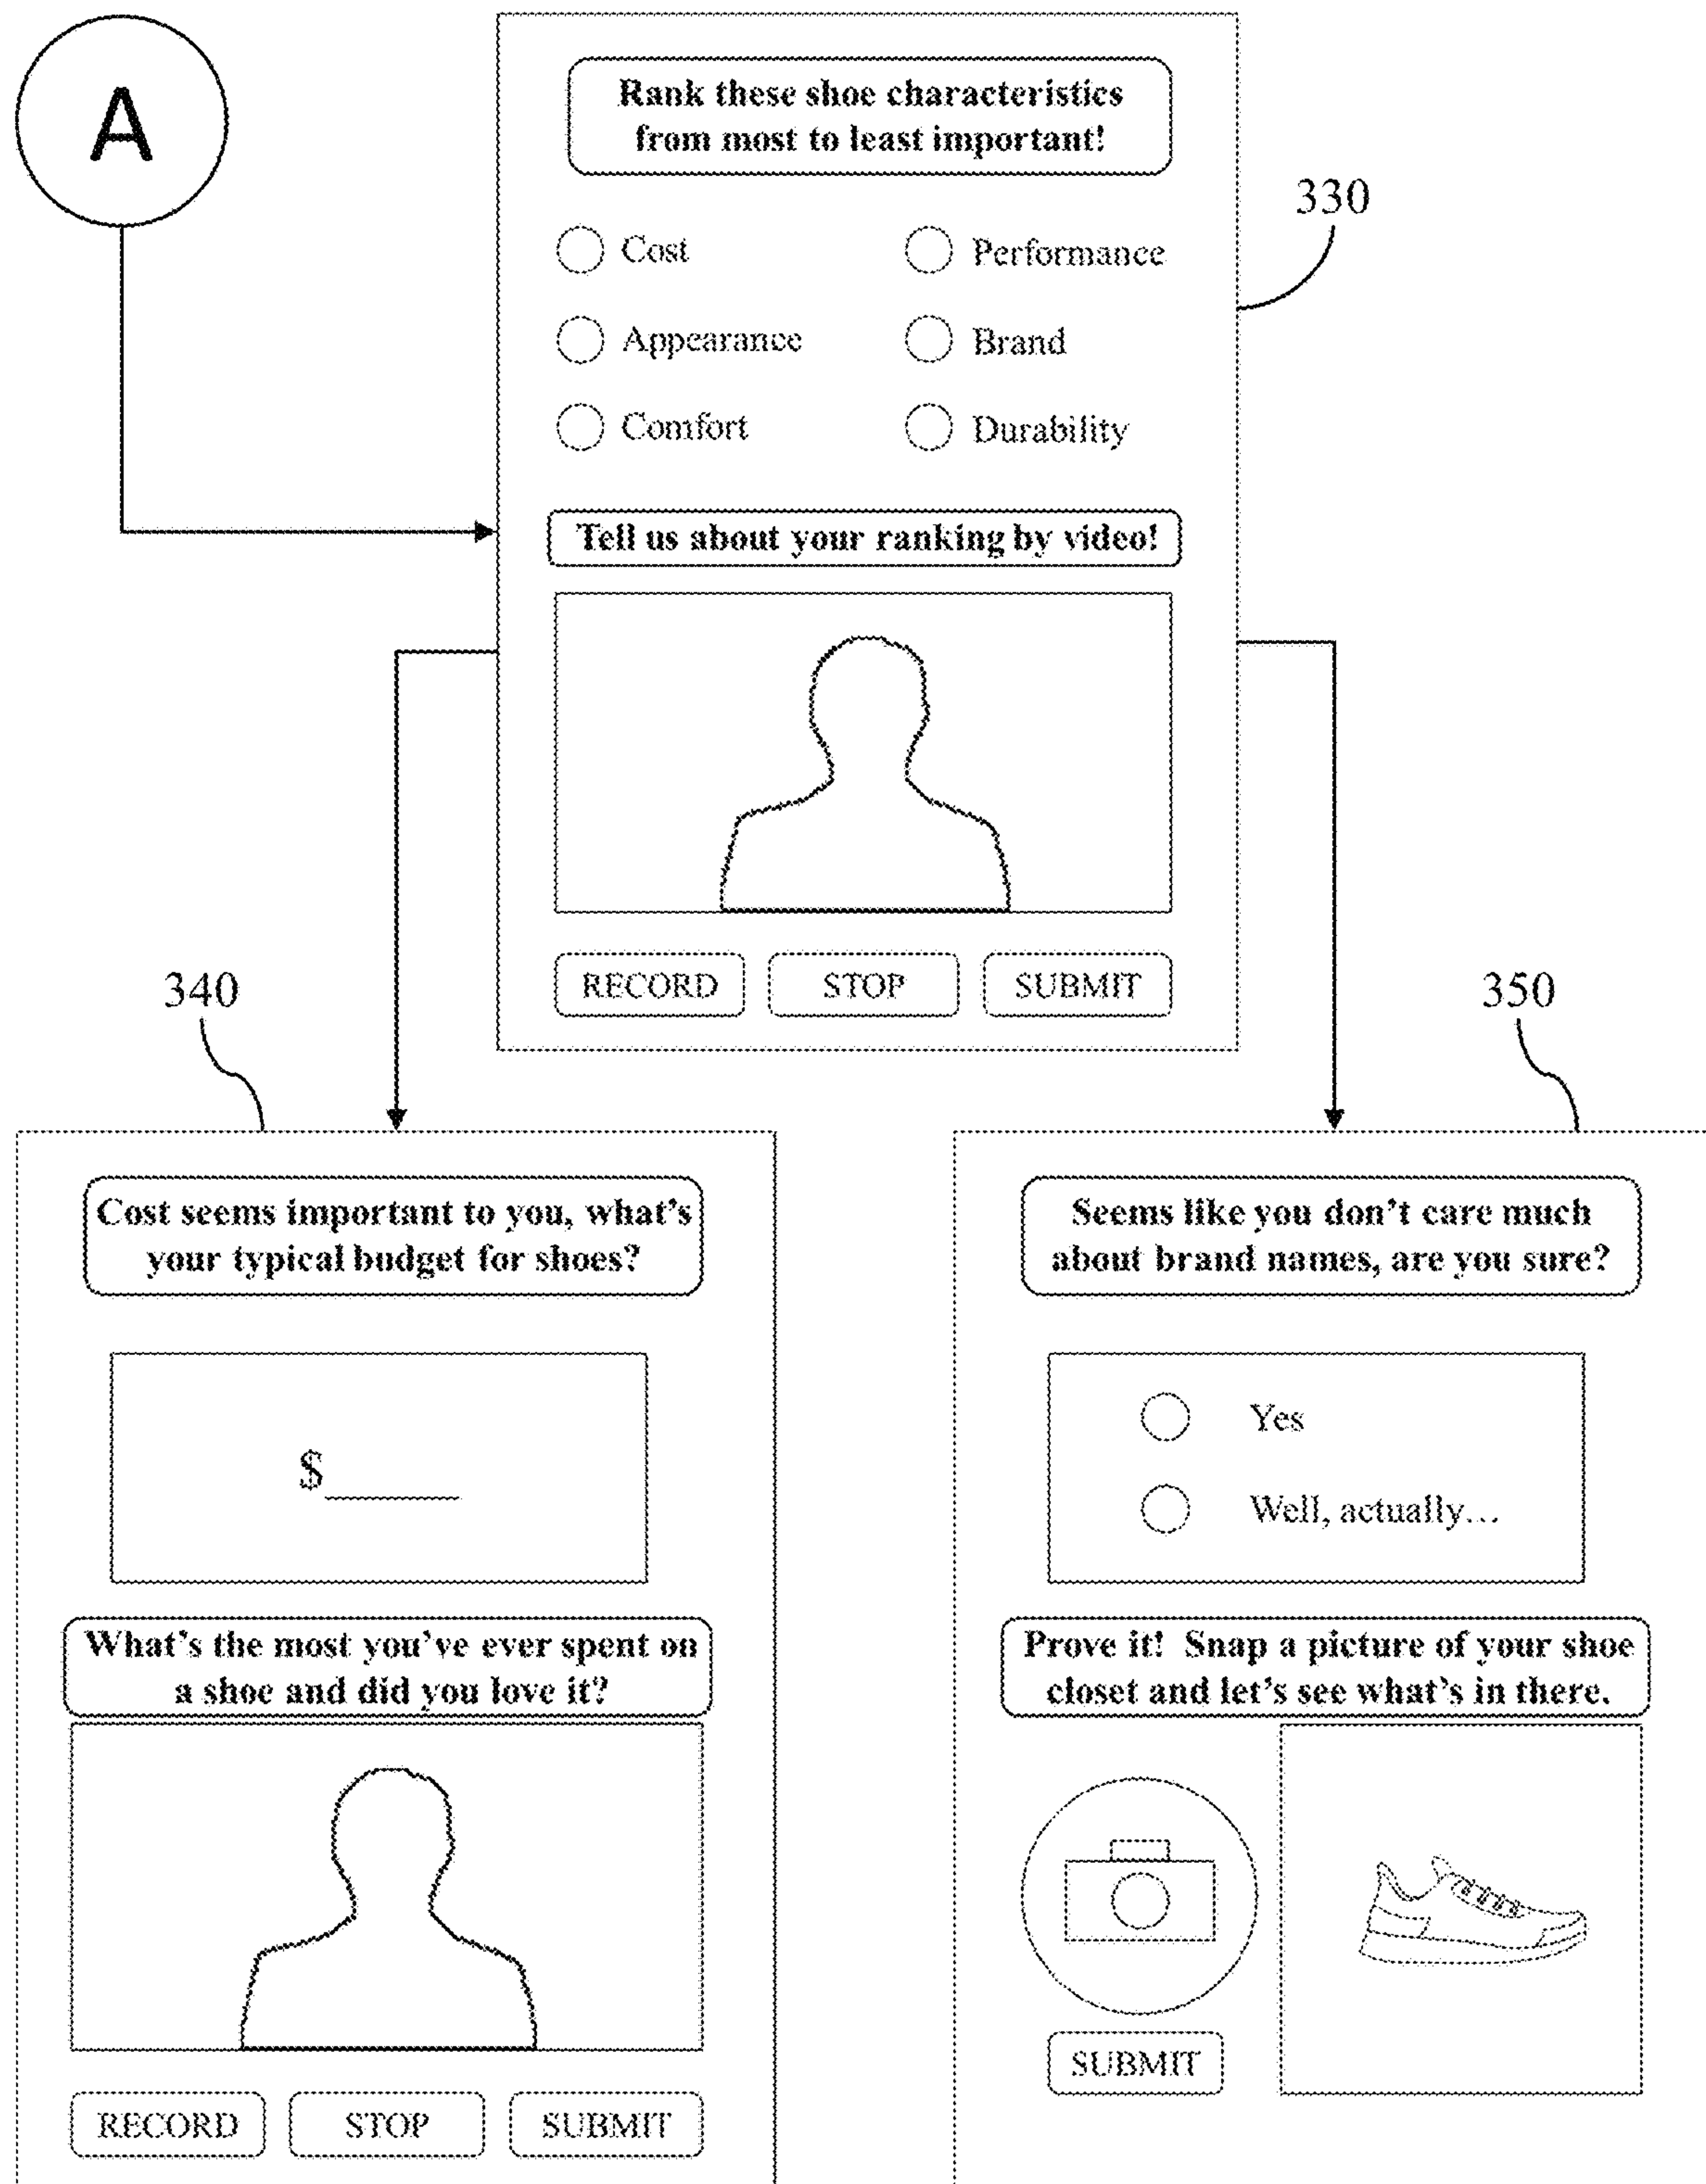 A
Rank these shoe characteristics
from most to least important!
330
Cost
Performance
Appearance
Brand
Comfort
Durability
Tell us about your ranking by video!
RECORD
STOP
SUBMIT
340
Cost seems important to you, what's
your typical budget for shoes?
$______
What's the most you've ever spent on
a shoe and did you love it?
RECORD
STOP
SUBMIT
350
Seems like you don't care much
about brand names, are you sure?
Yes
Well, actually...
Prove it!  Snap a picture of your shoe
closet and let's see what's in there.
SUBMIT